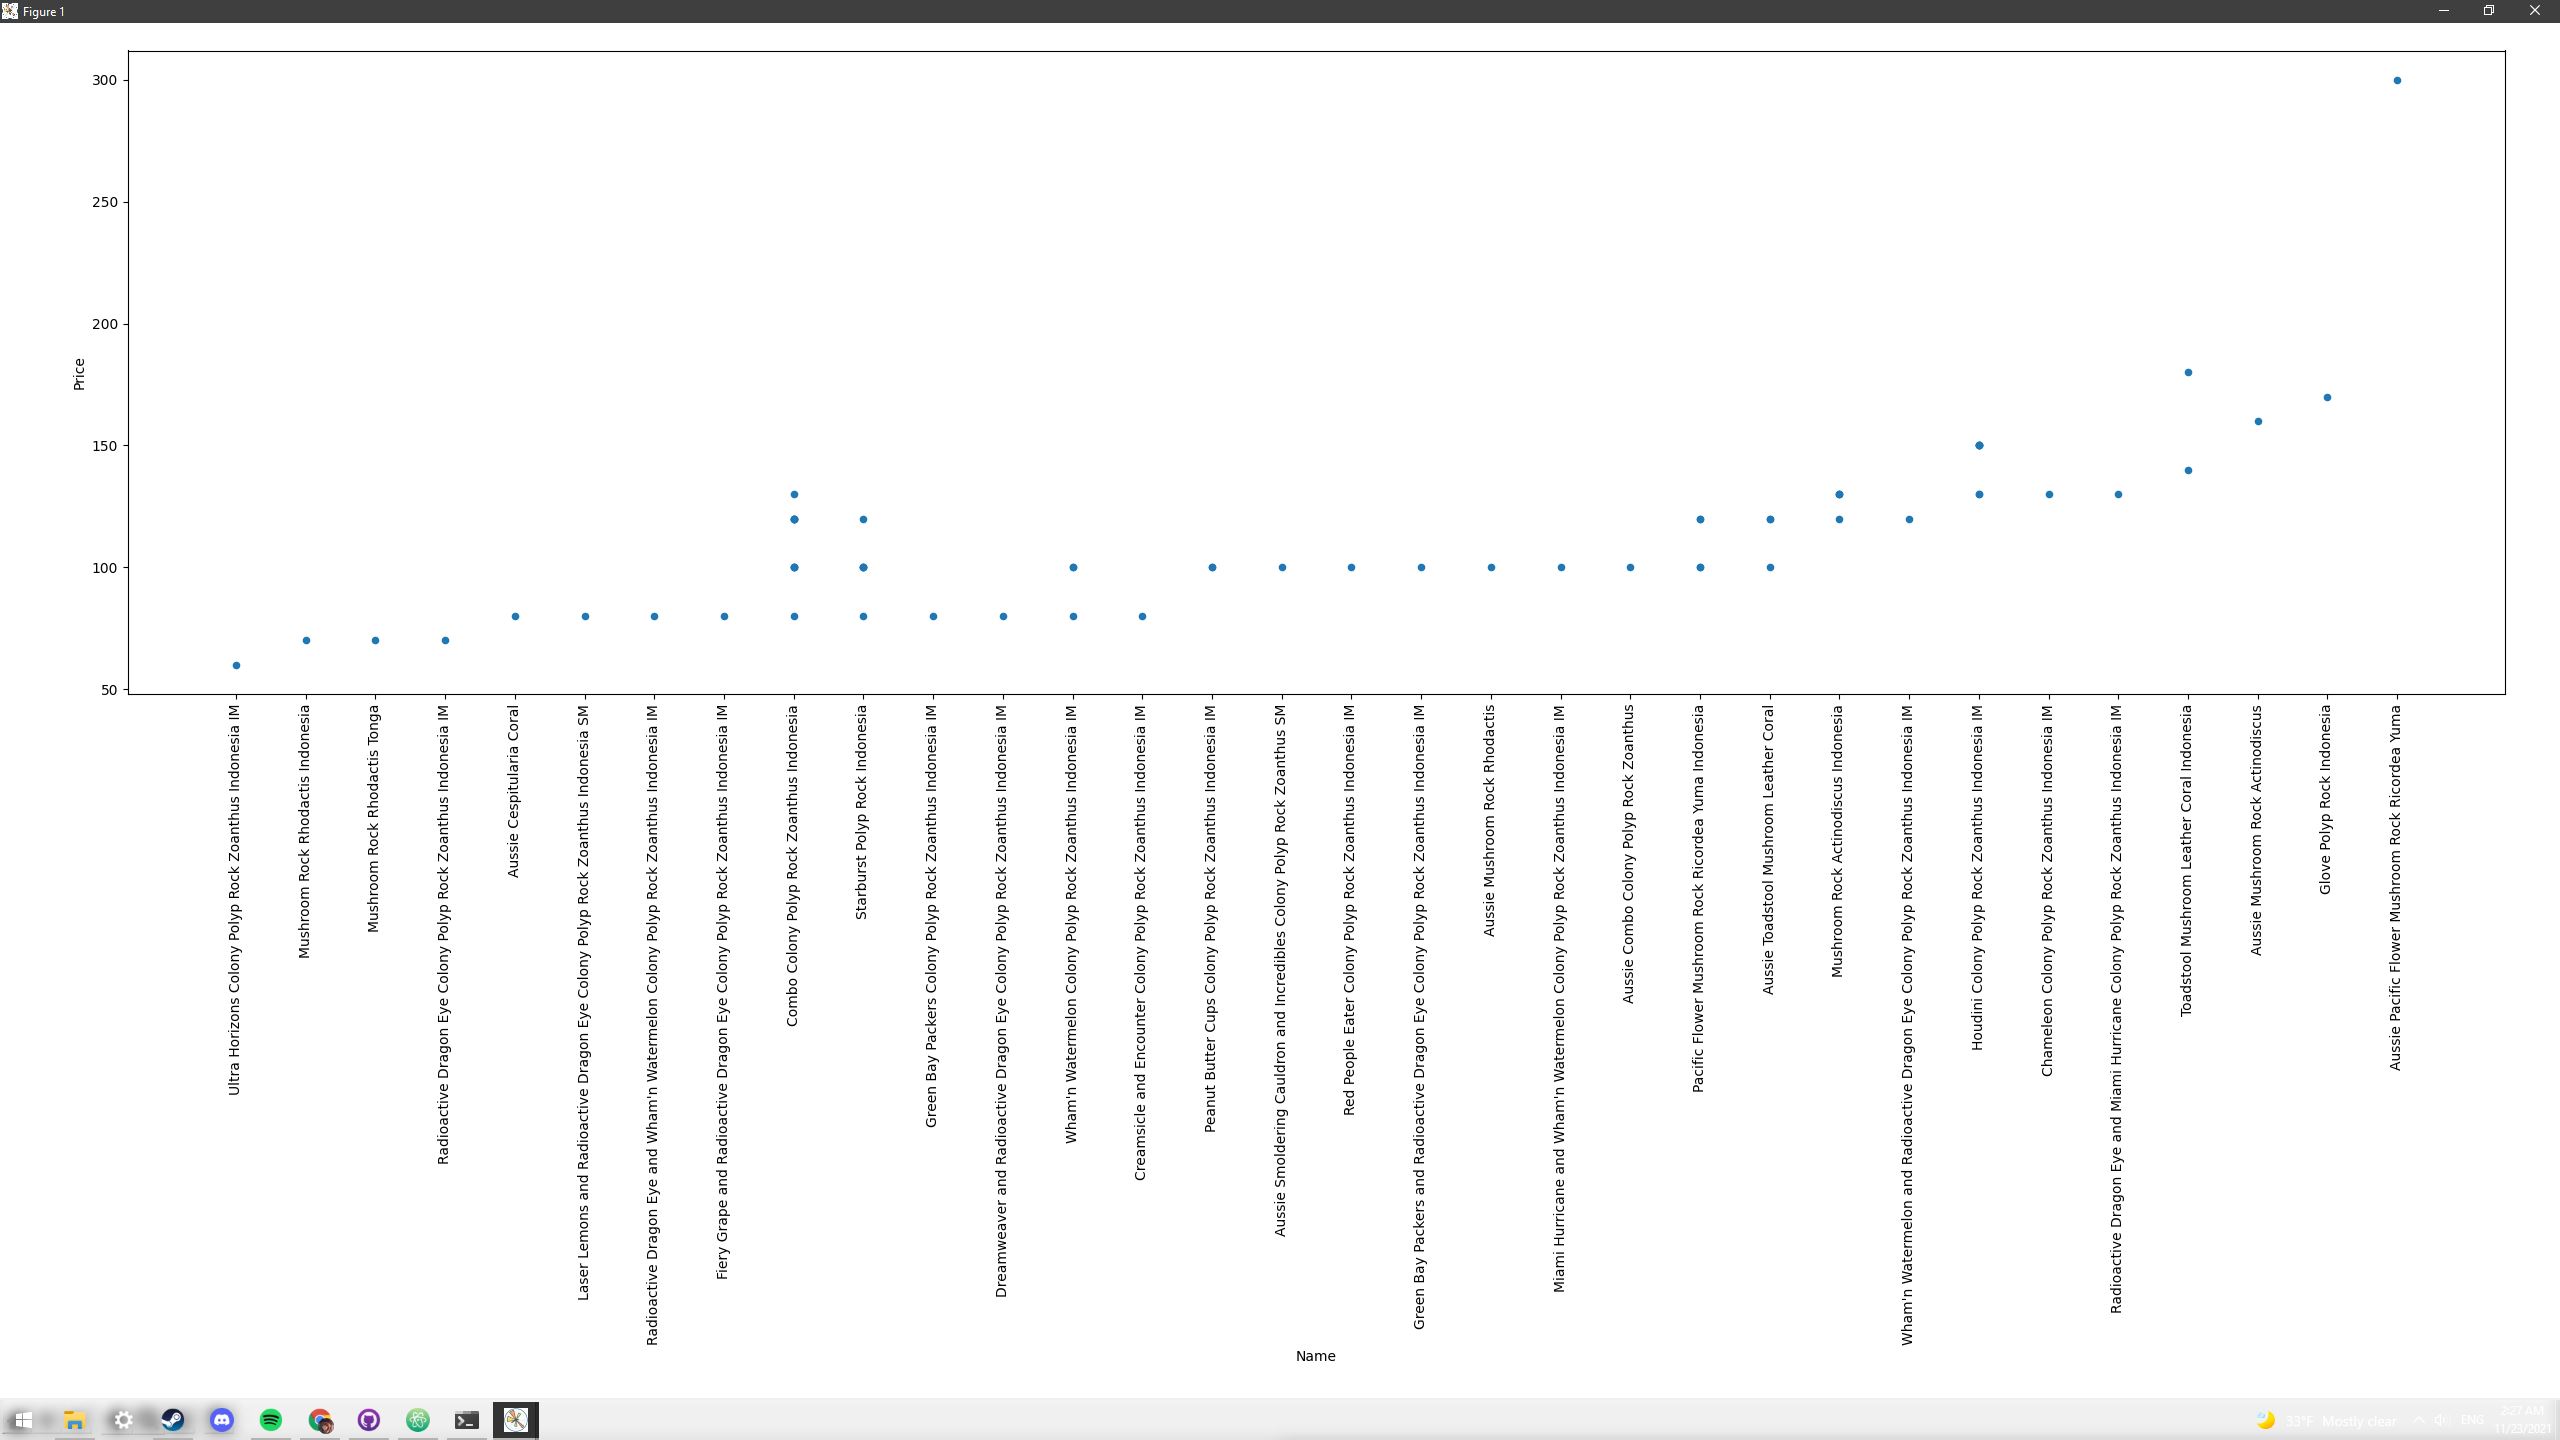 Figure 1
300
250
200
150
100
50
Price
Ultra Horizons Colony Polyp Rock Zoanthus Indonesia IM
Mushroom Rock Rhodactis Indonesia
Mushroom Rock Rhodactis Tonga
Radioactive Dragon Eye Colony Polyp Rock Zoanthus Indonesia IM
Aussie Cespitularia Coral
Laser Lemons and Radioactive Dragon Eye Colony Polyp Rock Zoanthus Indonesia SM
Radioactive Dragon Eye and Wham'n Watermelon Colony Polyp Rock Zoanthus Indonesia IM
Fiery Grape and Radioactive Dragon Eye Colony Polyp Rock Zoanthus Indonesia IM
Combo Colony Polyp Rock Zoanthus Indonesia
Starburst Polyp Rock Indonesia
Green Bay Packers Colony Polyp Rock Zoanthus Indonesia IM
Dreamweaver and Radioactive Dragon Eye Colony Polyp Rock Zoanthus Indonesia IM
Wham'n Watermelon Colony Polyp Rock Zoanthus Indonesia IM
Creamsicle and Encounter Colony Polyp Rock Zoanthus Indonesia IM
Peanut Butter Cups Colony Polyp Rock Zoanthus Indonesia IM
Aussie Smoldering Cauldron and Incredibles Colony Polyp Rock Zoanthus SM
Red People Eater Colony Polyp Rock Zoanthus Indonesia IM
Green Bay Packers and Radioactive Dragon Eye Colony Polyp Rock Zoanthus Indonesia IM
Aussie Mushroom Rock Rhodactis
Miami Hurricane and Wham'n Watermelon Colony Polyp Rock Zoanthus Indonesia IM
Aussie Combo Colony Polyp Rock Zoanthus
Pacific Flower Mushroom Rock Ricordea Yuma Indonesia
Aussie Toadstool Mushroom Leather Coral
Mushroom Rock Actinodiscus Indonesia
Wham'n Watermelon and Radioactive Dragon Eye Colony Polyp Rock Zoanthus Indonesia IM
Houdini Colony Polyp Rock Zoanthus Indonesia IM
Chameleon Colony Polyp Rock Zoanthus Indonesia IM
Radioactive Dragon Eye and Miami Hurricane Colony Polyp Rock Zoanthus Indonesia IM
Toadstool Mushroom Leather Coral Indonesia
Aussie Mushroom Rock Actinodiscus
Glove Polyp Rock Indonesia
Aussie Pacific Flower Mushroom Rock Ricordea Yuma
Name
33°F Mostly clear
ENG
2:27 AM
11/23/2021